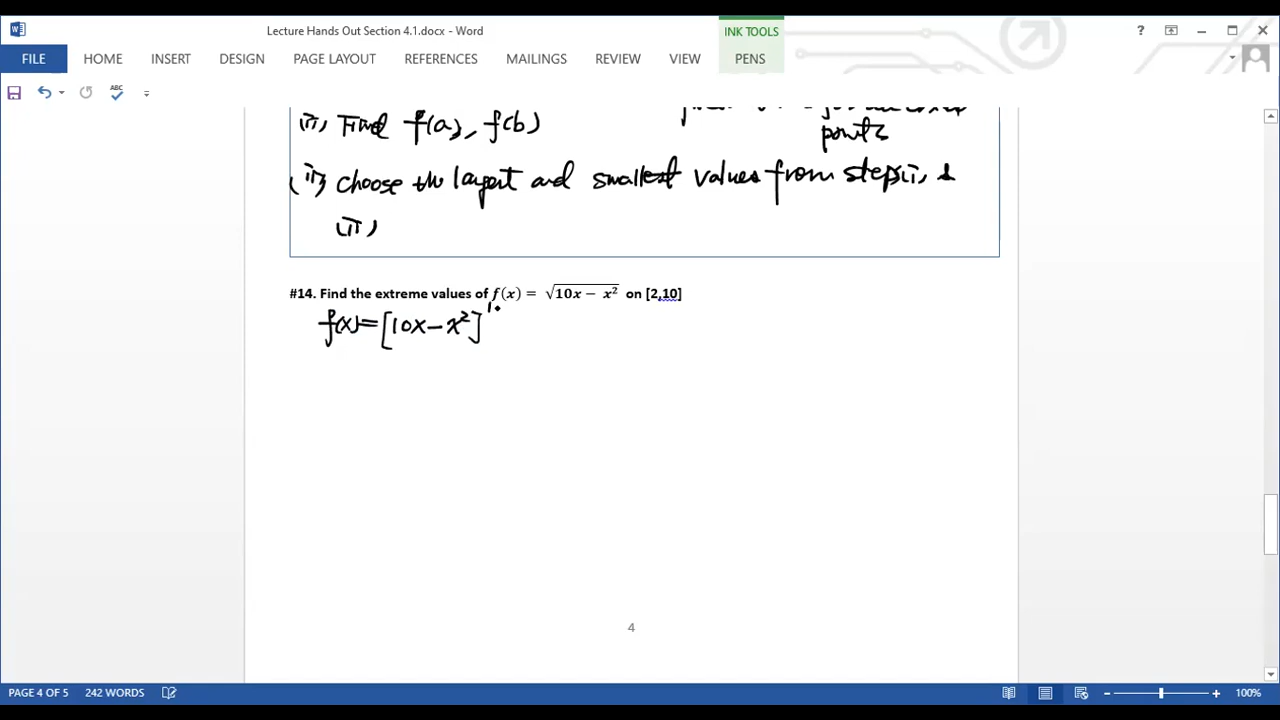 Lecture Hands Out Section 4.1.docx - Word
INK TOOLS
?
FILE HOME INSERT DESIGN PAGE LAYOUT REFERENCES MAILINGS REVIEW VIEW PENS
ABC
(ii) Find f(a), f(b)
points
(iii) choose the largest and smallest values from steps (i) &
(ii)
#14. Find the extreme values of f(x) = √(10x − x²) on [2,10]
f(x)=[10x−x²]
4
PAGE 4 OF 5 242 WORDS 100%